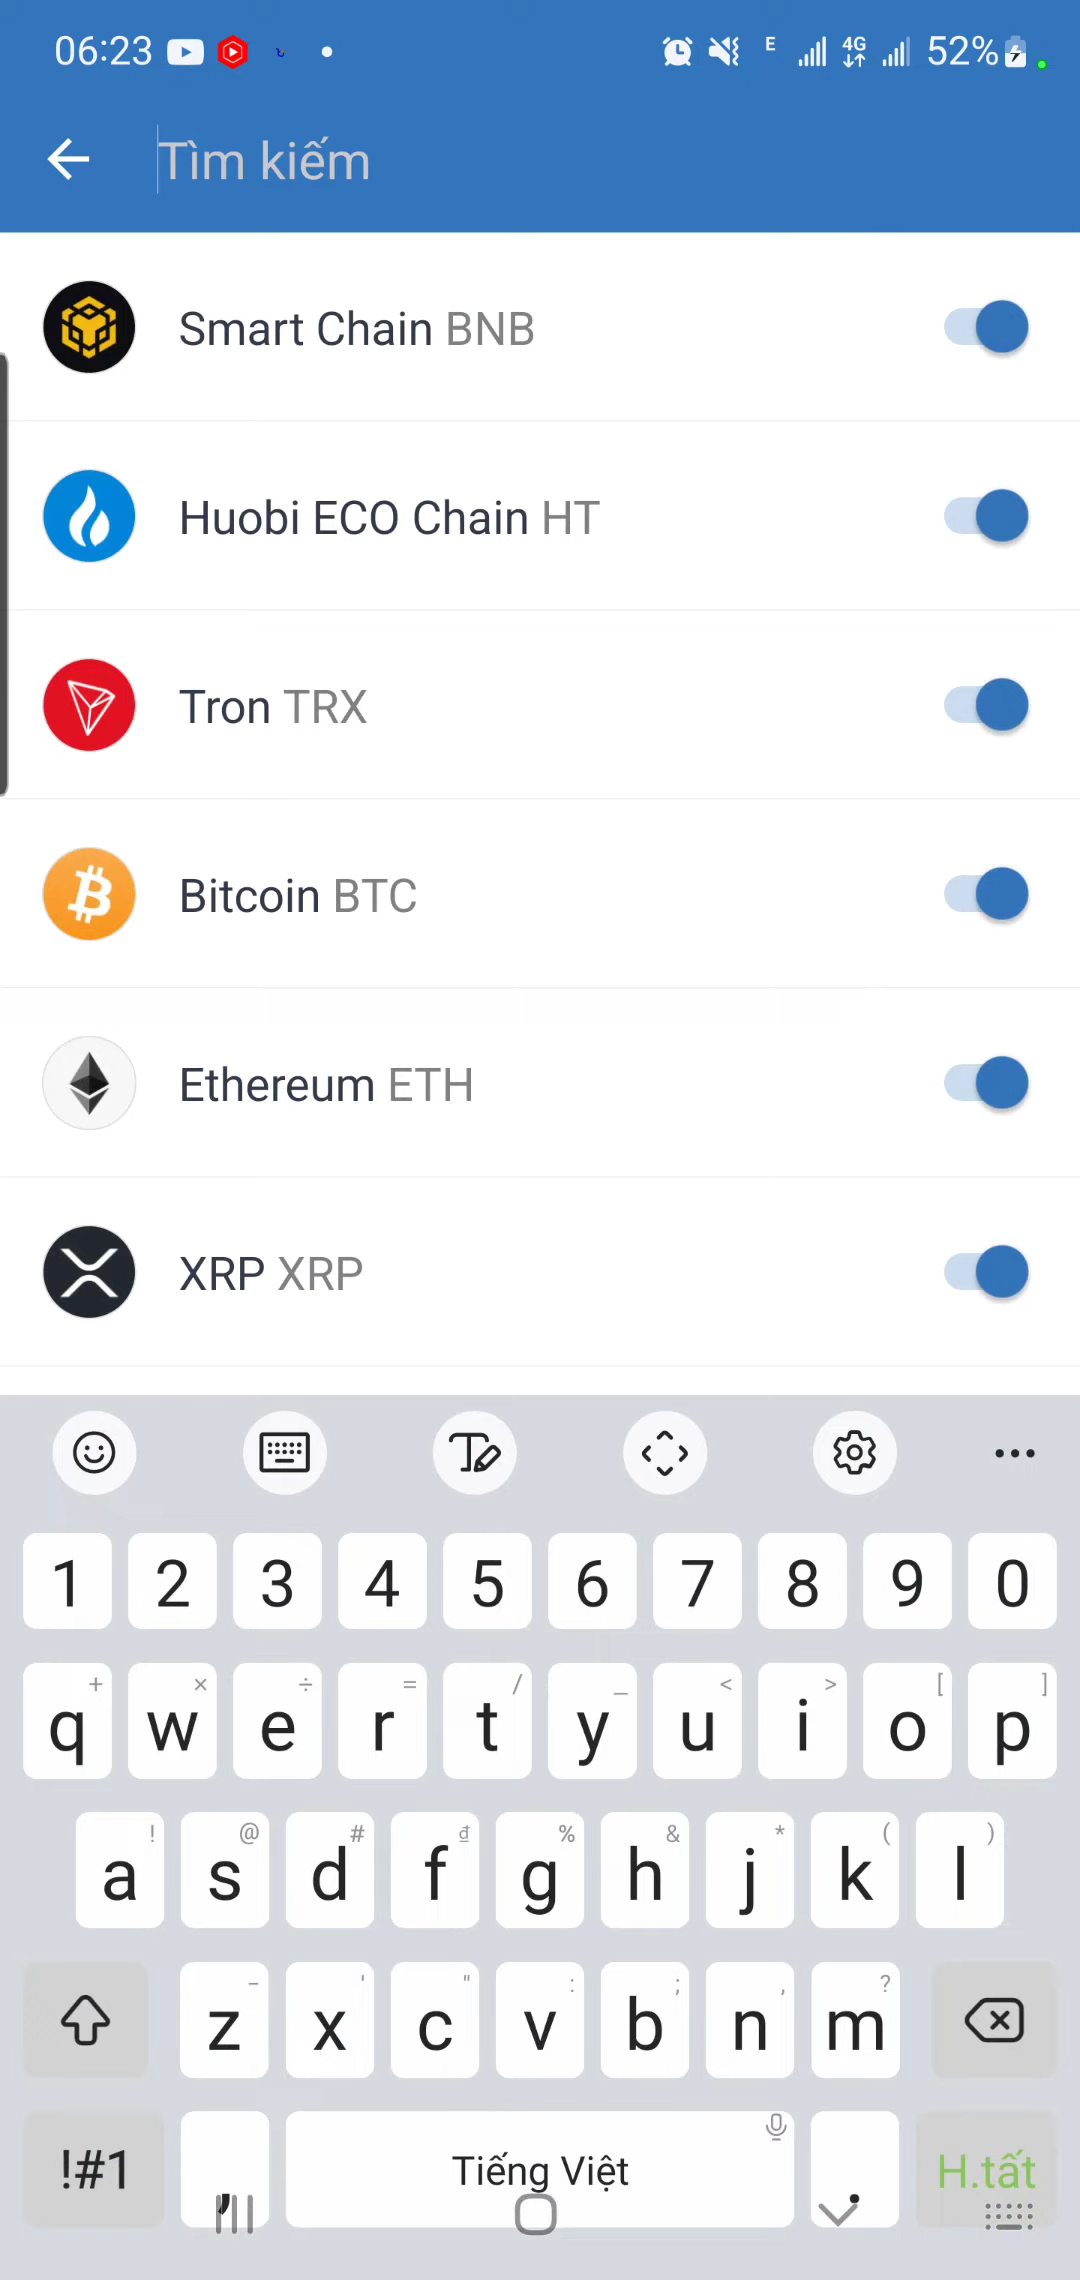 06:23 E 4G 52%
Tìm kiếm
Smart Chain BNB
Huobi ECO Chain HT
Tron TRX
Bitcoin BTC
Ethereum ETH
XRP XRP
1 2 3 4 5 6 7 8 9 0
+ × ÷ = / _ < > [ ]
q w e r t y u i o p
! @ # đ % & * ( )
a s d f g h j k l
- ' " : ; , ?
z x c v b n m
!#1 , Tiếng Việt . H.tất